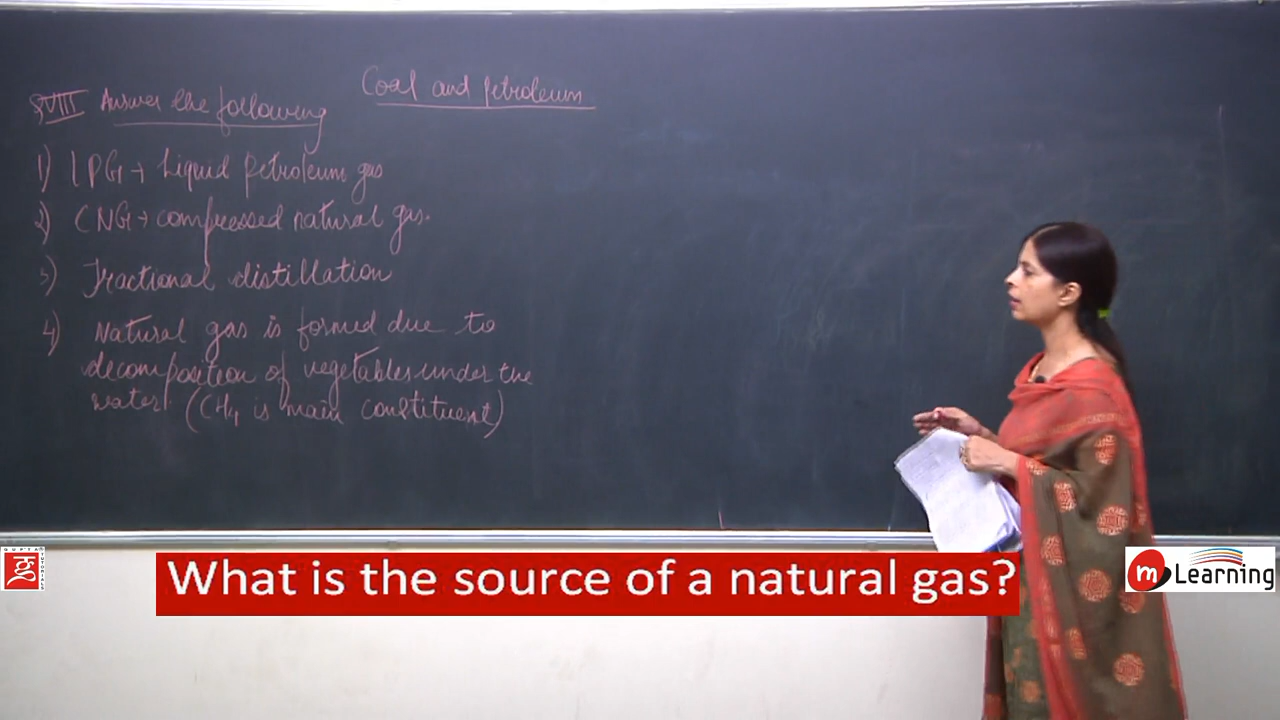 Coal and petroleum
QVIII Answer the following
1) LPG → Liquid petroleum gas
2) CNG → compressed natural gas.
3) Fractional distillation
4) Natural gas is formed due to
decomposition of vegetables under the
water. (CH4 is main constituent)
What is the source of a natural gas?
GUPTA
m Learning